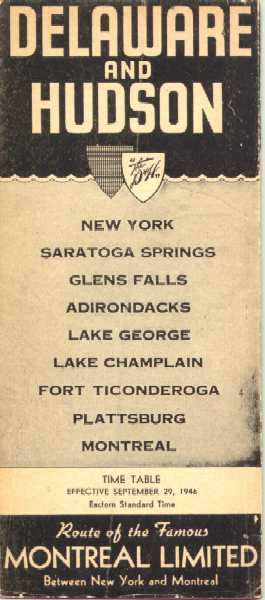 DELAWARE
AND
HUDSON
"The
D&H"
NEW YORK
SARATOGA SPRINGS
GLENS FALLS
ADIRONDACKS
LAKE GEORGE
LAKE CHAMPLAIN
FORT TICONDEROGA
PLATTSBURG
MONTREAL
TIME TABLE
EFFECTIVE SEPTEMBER 29, 1946
Eastern Standard Time
Route of the Famous
MONTREAL LIMITED
Between New York and Montreal